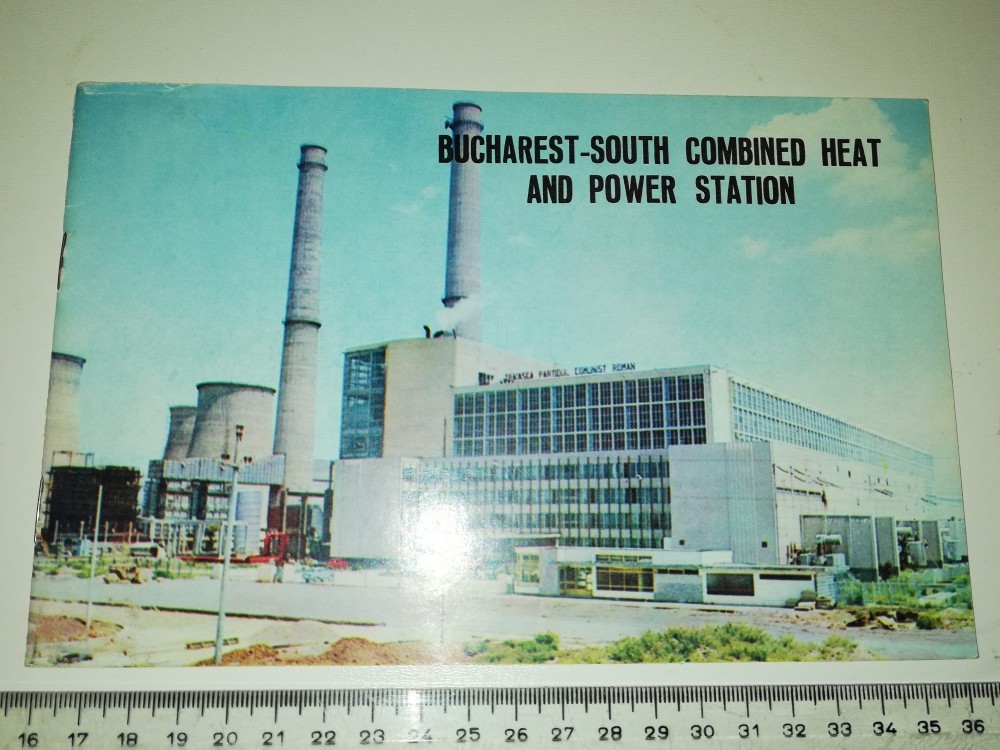 BUCHAREST-SOUTH COMBINED HEAT
AND POWER STATION
PARTIDUL COMUNIST ROMAN
16 17 18 19 20 21 22 23 24 25 26 27 28 29 30 31 32 33 34 35 36